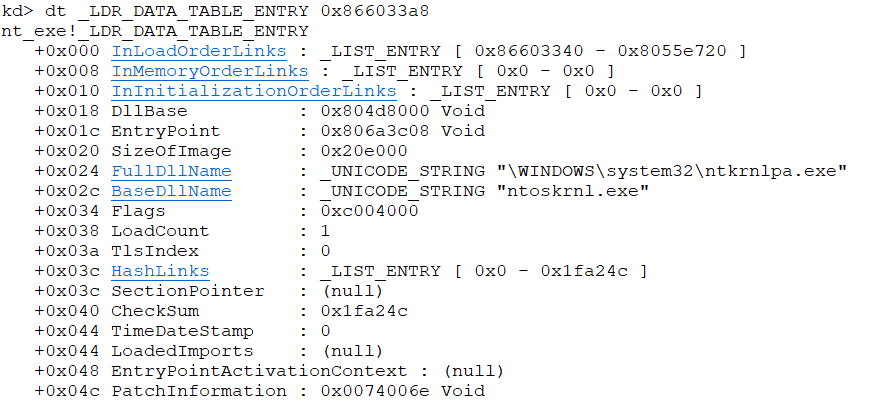 kd> dt _LDR_DATA_TABLE_ENTRY 0x866033a8
nt_exe!_LDR_DATA_TABLE_ENTRY
   +0x000 InLoadOrderLinks : _LIST_ENTRY [ 0x86603340 - 0x8055e720 ]
   +0x008 InMemoryOrderLinks : _LIST_ENTRY [ 0x0 - 0x0 ]
   +0x010 InInitializationOrderLinks : _LIST_ENTRY [ 0x0 - 0x0 ]
   +0x018 DllBase          : 0x804d8000 Void
   +0x01c EntryPoint       : 0x806a3c08 Void
   +0x020 SizeOfImage      : 0x20e000
   +0x024 FullDllName      : _UNICODE_STRING "\WINDOWS\system32\ntkrnlpa.exe"
   +0x02c BaseDllName      : _UNICODE_STRING "ntoskrnl.exe"
   +0x034 Flags            : 0xc004000
   +0x038 LoadCount        : 1
   +0x03a TlsIndex         : 0
   +0x03c HashLinks        : _LIST_ENTRY [ 0x0 - 0x1fa24c ]
   +0x03c SectionPointer   : (null)
   +0x040 CheckSum         : 0x1fa24c
   +0x044 TimeDateStamp    : 0
   +0x044 LoadedImports    : (null)
   +0x048 EntryPointActivationContext : (null)
   +0x04c PatchInformation : 0x0074006e Void